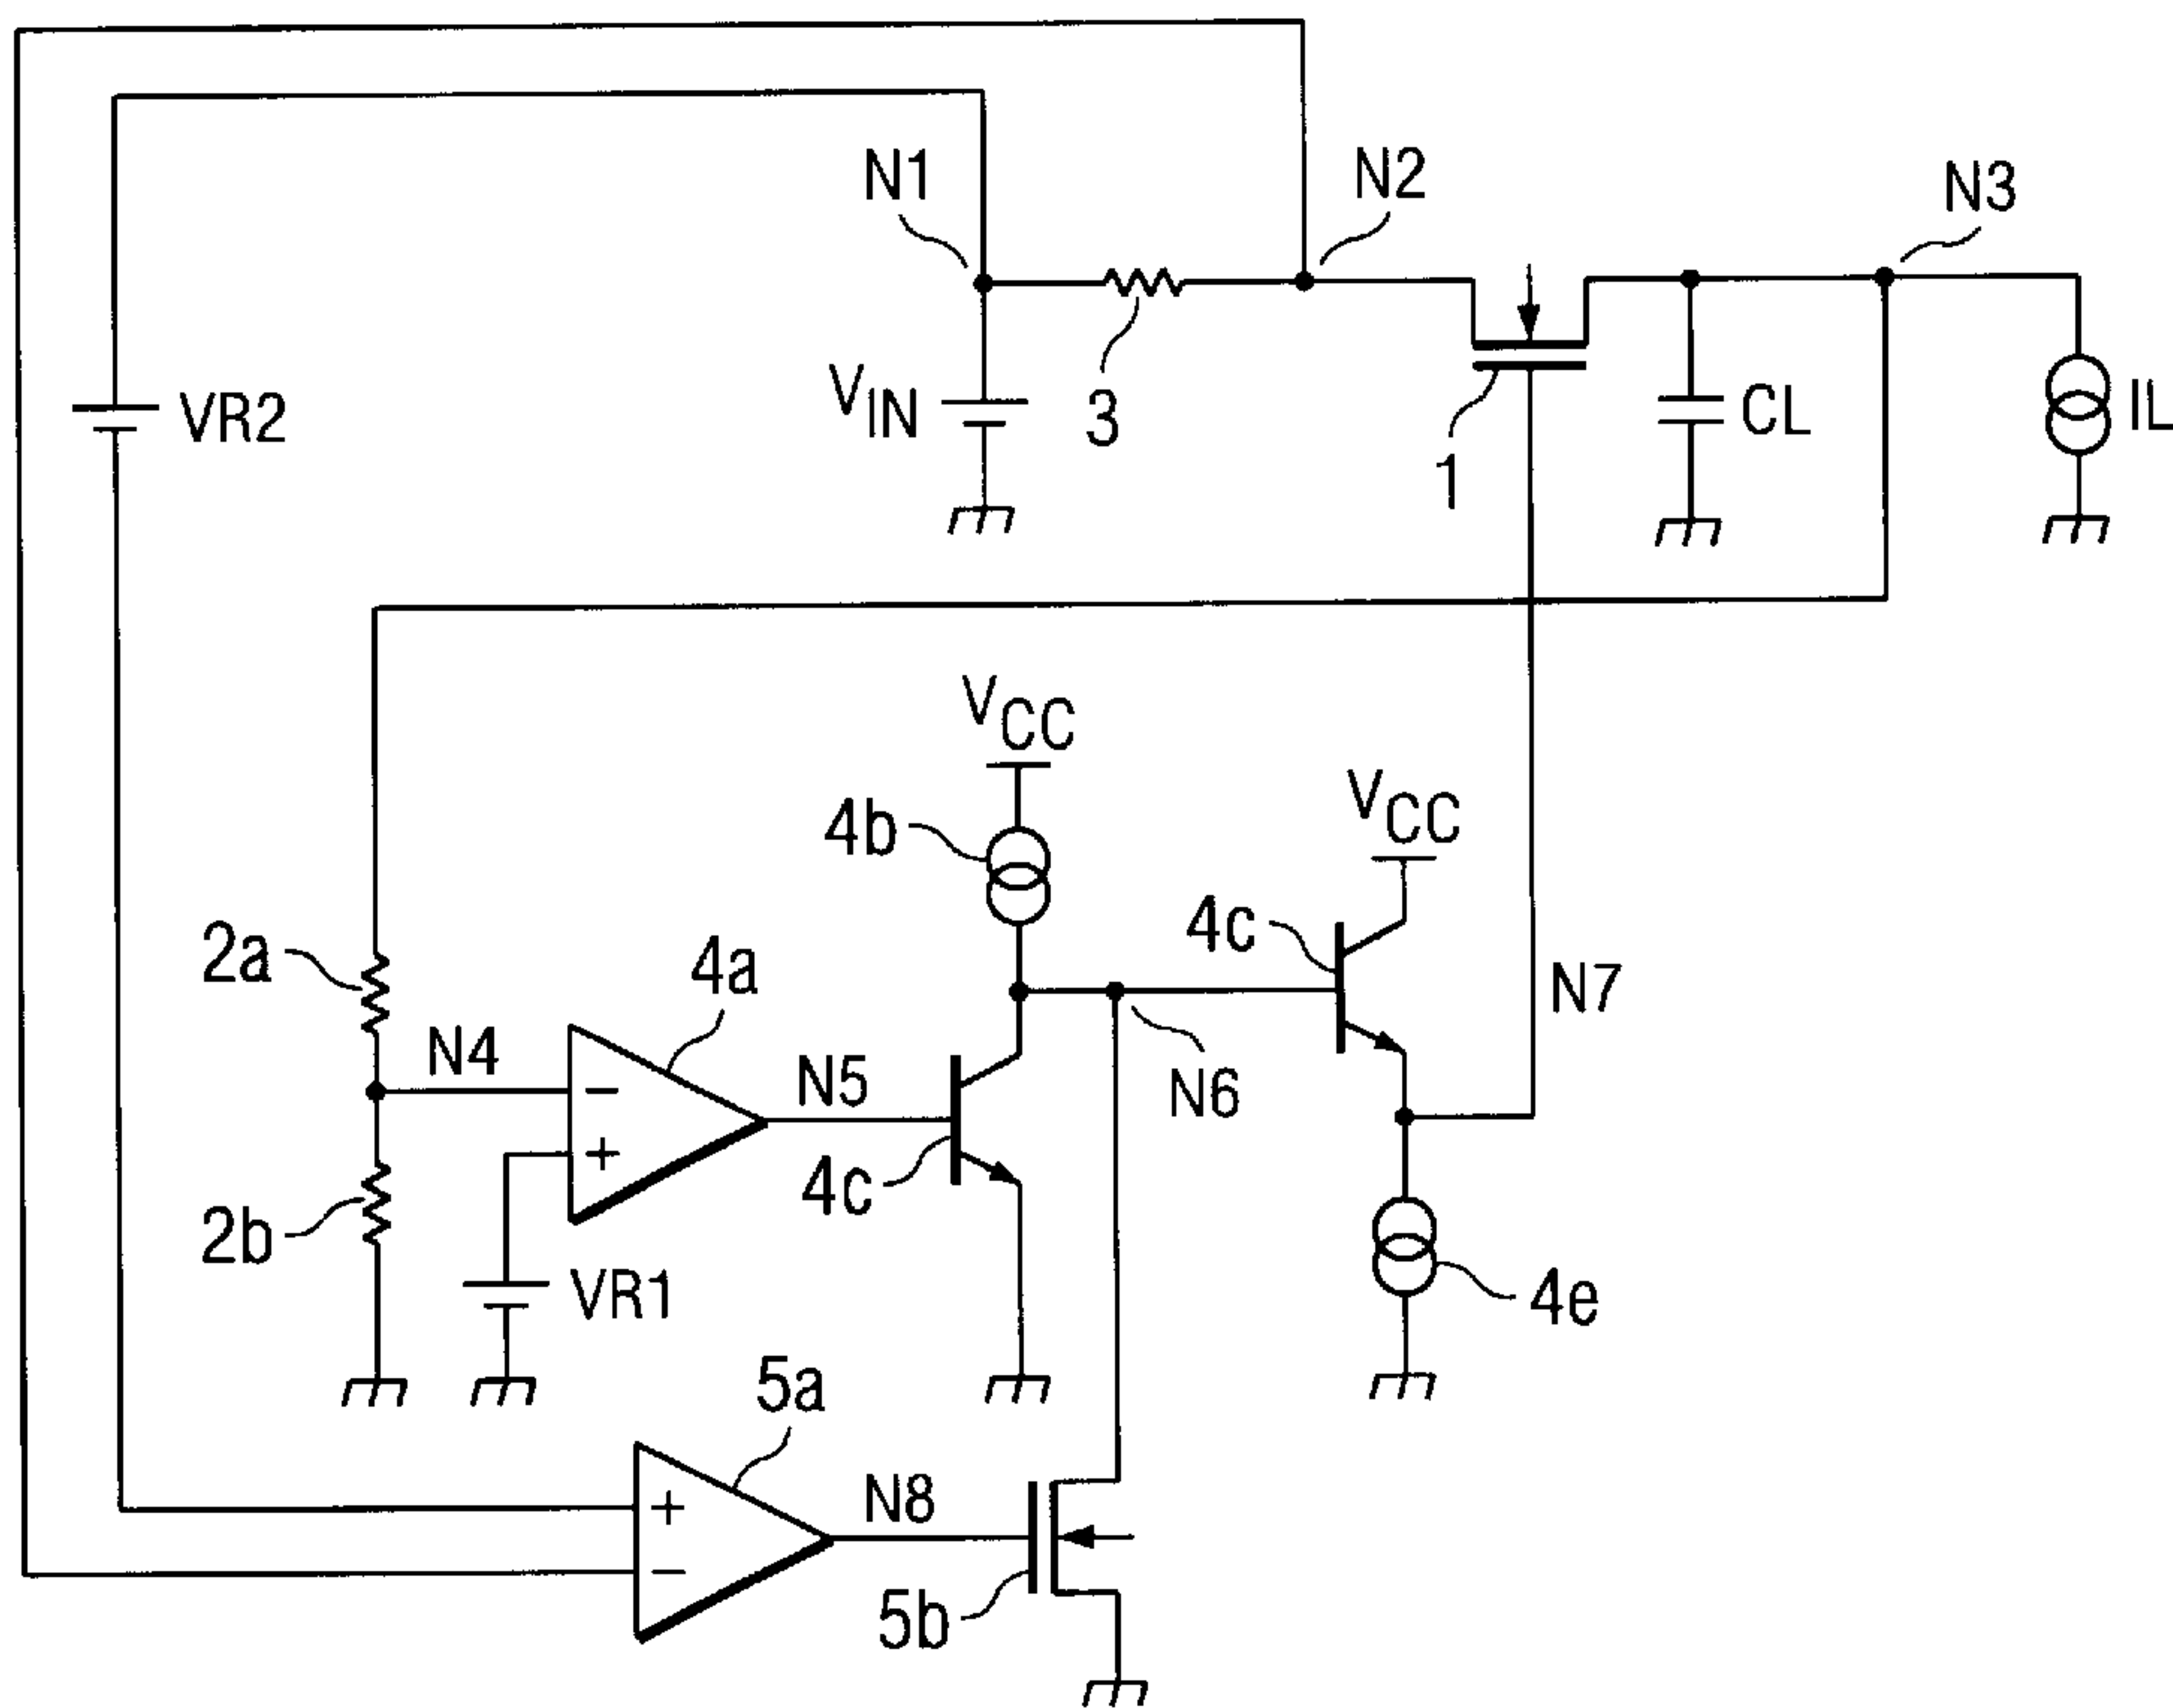 N1
N2
N3
VR2
VIN
3
1
CL
IL
VCC
4b
VCC
4c
2a
4a
N7
N4
N5
N6
−
+
4c
2b
VR1
4e
5a
N8
+
−
5b